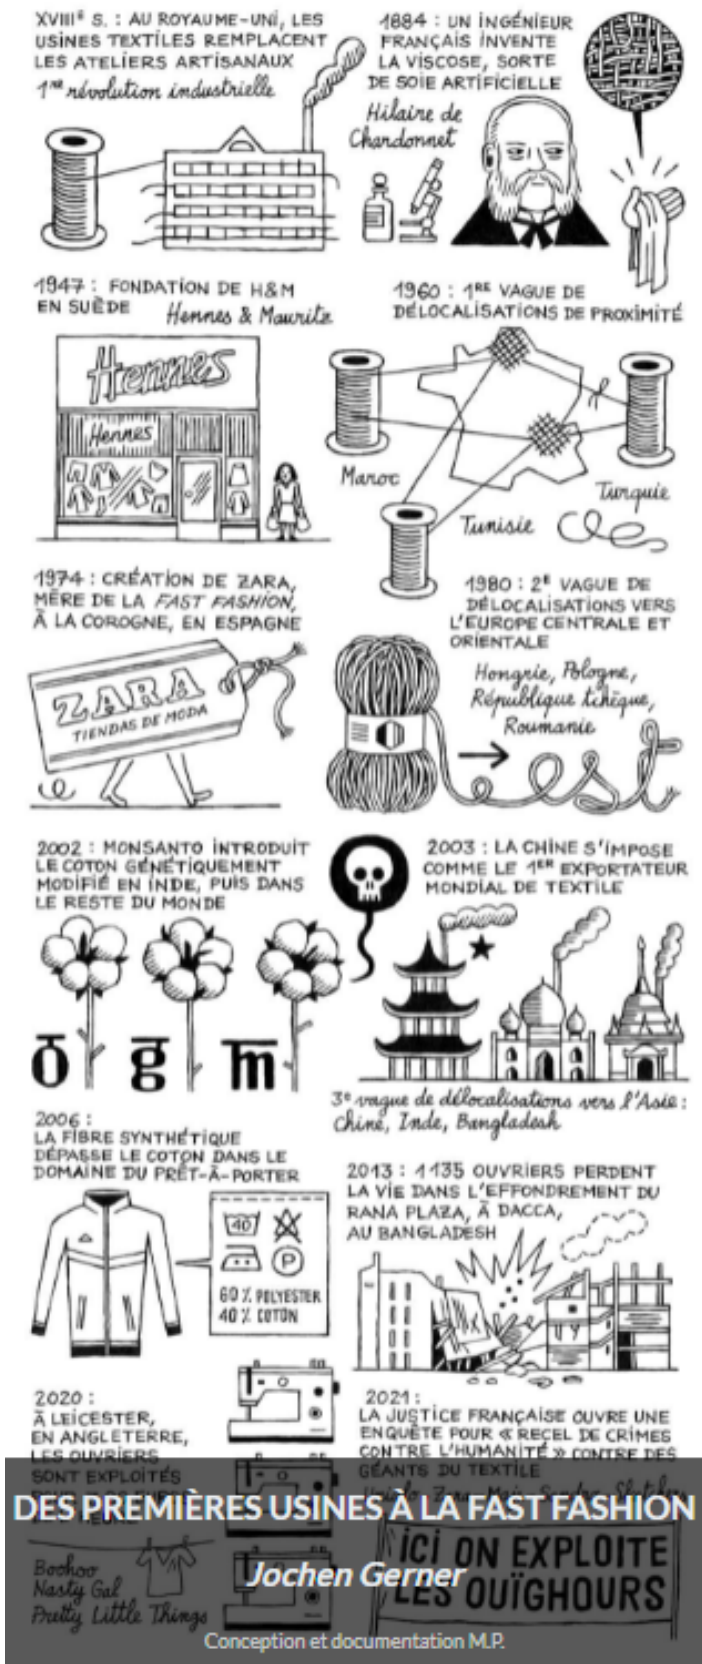 XVIIIᴱ S. : AU ROYAUME-UNI, LES
USINES TEXTILES REMPLACENT
LES ATELIERS ARTISANAUX
1ʳᵉ révolution industrielle
1884 : UN INGÉNIEUR
FRANÇAIS INVENTE
LA VISCOSE, SORTE
DE SOIE ARTIFICIELLE
Hilaire de
Chardonnet
1947 : FONDATION DE H&M
EN SUÈDE
Hennes & Mauritz
Hennes
Hennes
1960 : 1ᴿᴱ VAGUE DE
DÉLOCALISATIONS DE PROXIMITÉ
Maroc
Turquie
Tunisie
1974 : CRÉATION DE ZARA,
MÈRE DE LA FAST FASHION,
À LA COROGNE, EN ESPAGNE
ZARA
TIENDAS DE MODA
1980 : 2ᴱ VAGUE DE
DÉLOCALISATIONS VERS
L'EUROPE CENTRALE ET
ORIENTALE
Hongrie, Pologne,
République tchèque,
Roumanie
est
2002 : MONSANTO INTRODUIT
LE COTON GÉNÉTIQUEMENT
MODIFIÉ EN INDE, PUIS DANS
LE RESTE DU MONDE
o g m
2003 : LA CHINE S'IMPOSE
COMME LE 1ᴱᴿ EXPORTATEUR
MONDIAL DE TEXTILE
3ᵉ vague de délocalisations vers l'Asie :
Chine, Inde, Bangladesh
2006 :
LA FIBRE SYNTHÉTIQUE
DÉPASSE LE COTON DANS LE
DOMAINE DU PRÊT-À-PORTER
40
P
60 % POLYESTER
40 % COTON
2013 : 1 135 OUVRIERS PERDENT
LA VIE DANS L'EFFONDREMENT DU
RANA PLAZA, À DACCA,
AU BANGLADESH
2020 :
À LEICESTER,
EN ANGLETERRE,
LES OUVRIERS
SONT EXPLOITÉS
Boohoo
Nasty Gal
Pretty Little Things
2021 :
LA JUSTICE FRANÇAISE OUVRE UNE
ENQUÊTE POUR « RECEL DE CRIMES
CONTRE L'HUMANITÉ » CONTRE DES
GÉANTS DU TEXTILE
ICI ON EXPLOITE
LES OUÏGHOURS
DES PREMIÈRES USINES À LA FAST FASHION
Jochen Gerner
Conception et documentation M.P.